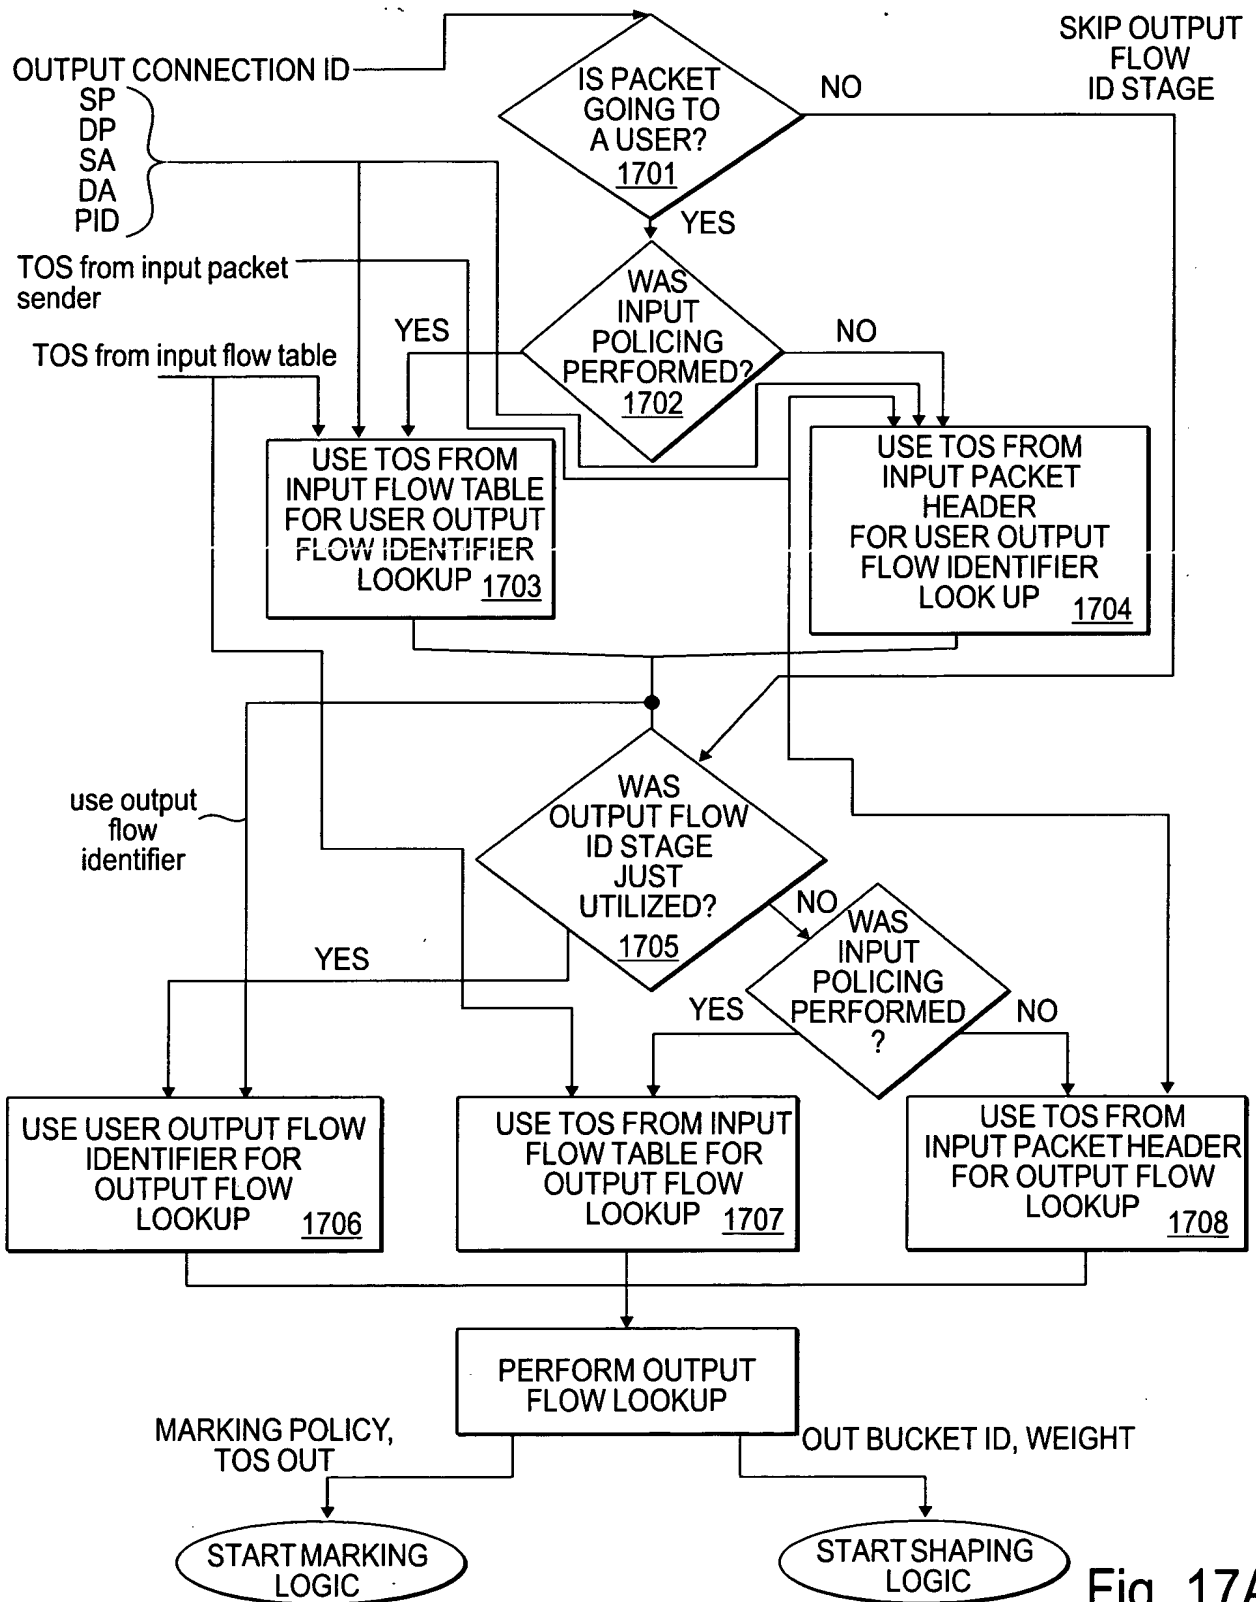 SKIP OUTPUT
FLOW
ID STAGE
OUTPUT CONNECTION ID
SP
DP
SA
DA
PID
IS PACKET
GOING TO
A USER?
1701
NO
YES
TOS from input packet
sender
TOS from input flow table
WAS
INPUT
POLICING
PERFORMED?
1702
YES
NO
USE TOS FROM
INPUT FLOW TABLE
FOR USER OUTPUT
FLOW IDENTIFIER
LOOKUP 1703
USE TOS FROM
INPUT PACKET
HEADER
FOR USER OUTPUT
FLOW IDENTIFIER
LOOK UP 1704
use output
flow
identifier
WAS
OUTPUT FLOW
ID STAGE
JUST
UTILIZED?
1705
YES
NO
WAS
INPUT
POLICING
PERFORMED
?
YES
NO
USE USER OUTPUT FLOW
IDENTIFIER FOR
OUTPUT FLOW
LOOKUP 1706
USE TOS FROM INPUT
FLOW TABLE FOR
OUTPUT FLOW
LOOKUP 1707
USE TOS FROM
INPUT PACKET HEADER
FOR OUTPUT FLOW
LOOKUP 1708
PERFORM OUTPUT
FLOW LOOKUP
MARKING POLICY,
TOS OUT
OUT BUCKET ID, WEIGHT
START MARKING
LOGIC
START SHAPING
LOGIC
Fig. 17A